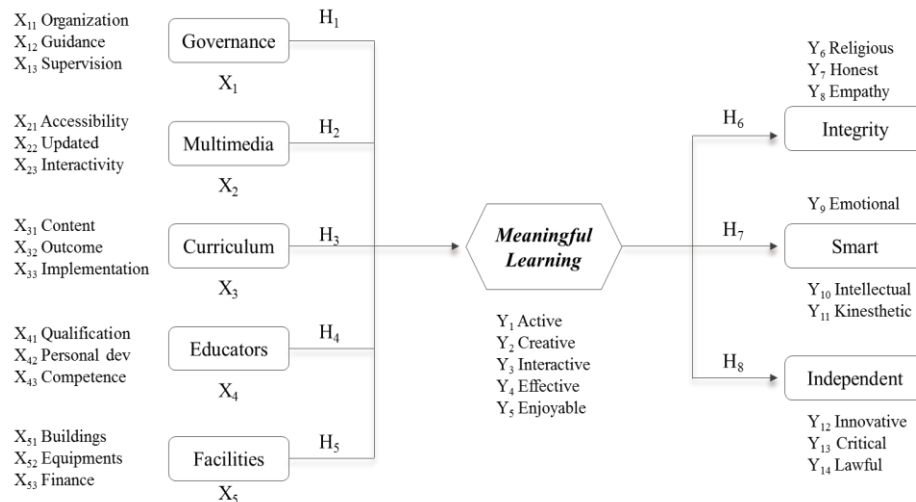 X₁₁ Organization
X₁₂ Guidance
X₁₃ Supervision
Governance
X₁
H₁
X₂₁ Accessibility
X₂₂ Updated
X₂₃ Interactivity
Multimedia
X₂
H₂
X₃₁ Content
X₃₂ Outcome
X₃₃ Implementation
Curriculum
X₃
H₃
X₄₁ Qualification
X₄₂ Personal dev
X₄₃ Competence
Educators
X₄
H₄
X₅₁ Buildings
X₅₂ Equipments
X₅₃ Finance
Facilities
X₅
H₅
Meaningful
Learning
Y₁ Active
Y₂ Creative
Y₃ Interactive
Y₄ Effective
Y₅ Enjoyable
H₆
Y₆ Religious
Y₇ Honest
Y₈ Empathy
Integrity
H₇
Y₉ Emotional
Smart
Y₁₀ Intellectual
Y₁₁ Kinesthetic
H₈
Independent
Y₁₂ Innovative
Y₁₃ Critical
Y₁₄ Lawful